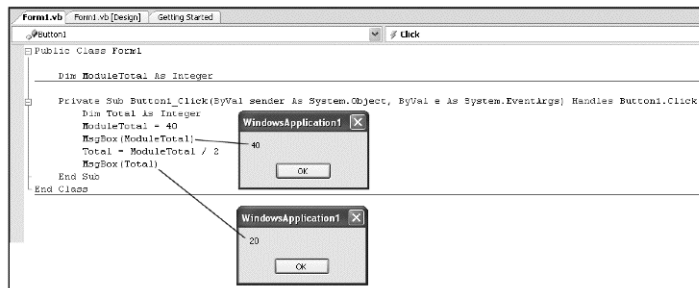 Form1.vb Form1.vb [Design] Getting Started
Button1 Click
Public Class Form1
Dim ModuleTotal As Integer
Private Sub Button1_Click(ByVal sender As System.Object, ByVal e As System.EventArgs) Handles Button1.Click
Dim Total As Integer
ModuleTotal = 40
MsgBox(ModuleTotal)
Total = ModuleTotal / 2
MsgBox(Total)
End Sub
End Class
WindowsApplication1
40
OK
WindowsApplication1
20
OK